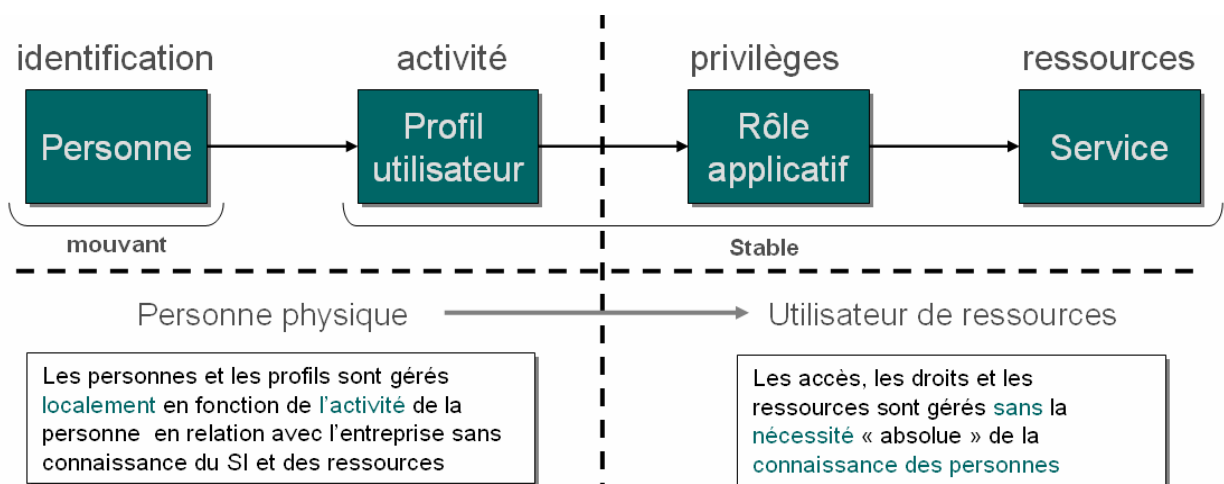 identification
activité
privilèges
ressources
Personne
Profil
utilisateur
Rôle
applicatif
Service
mouvant
Stable
Personne physique
Utilisateur de ressources
Les personnes et les profils sont gérés
localement en fonction de l'activité de la
personne en relation avec l'entreprise sans
connaissance du SI et des ressources
Les accès, les droits et les
ressources sont gérés sans la
nécessité « absolue » de la
connaissance des personnes